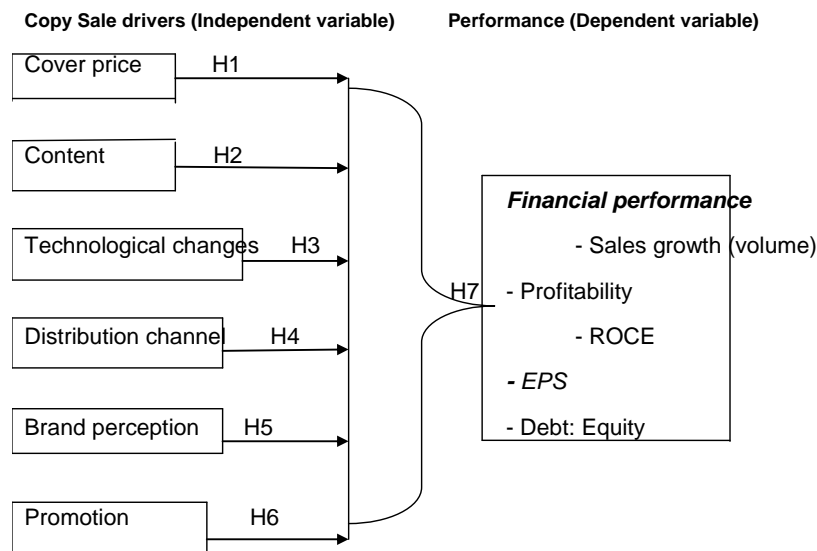 Copy Sale drivers (Independent variable)
Performance (Dependent variable)
Cover price
H1
Content
H2
Technological changes
H3
Distribution channel
H4
Brand perception
H5
Promotion
H6
H7
Financial performance
- Sales growth (volume)
- Profitability
- ROCE
- EPS
- Debt: Equity